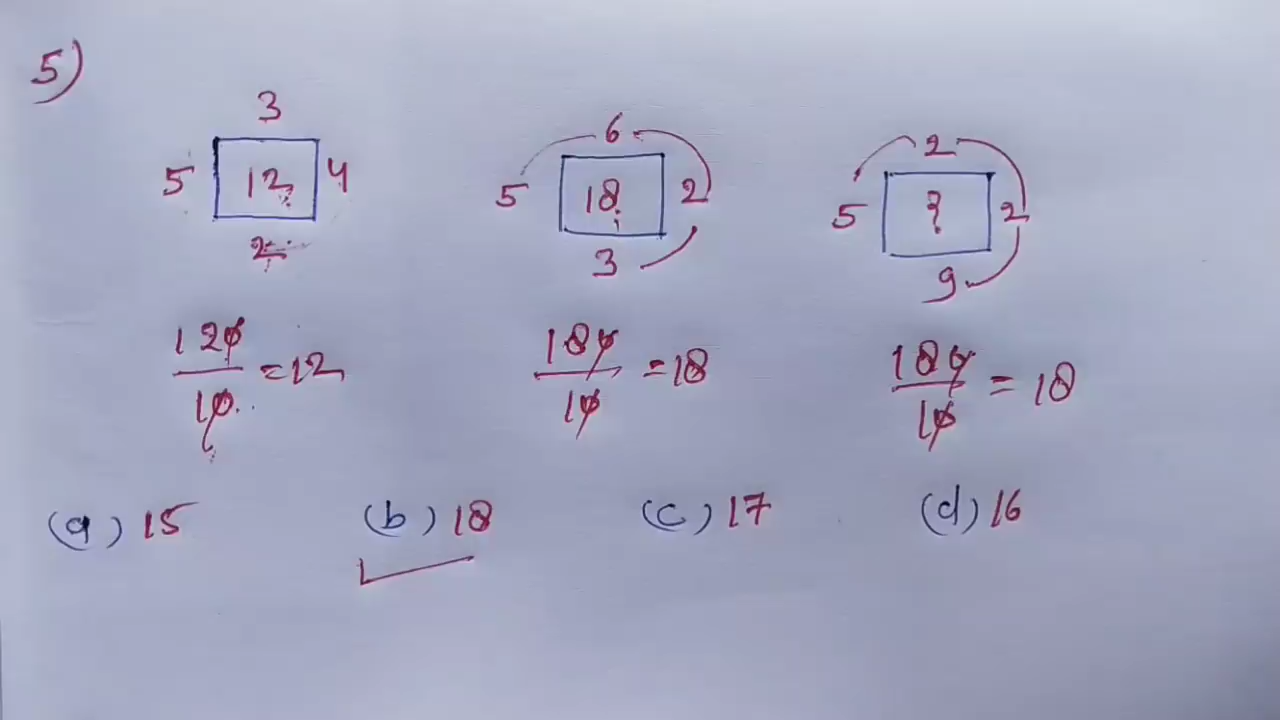 5)
3 6 2
5 12 4 5 18 2 5 ? 2
2 3 9
120/10 = 12 180/10 = 18 180/10 = 18
(a) 15 (b) 18 (c) 17 (d) 16